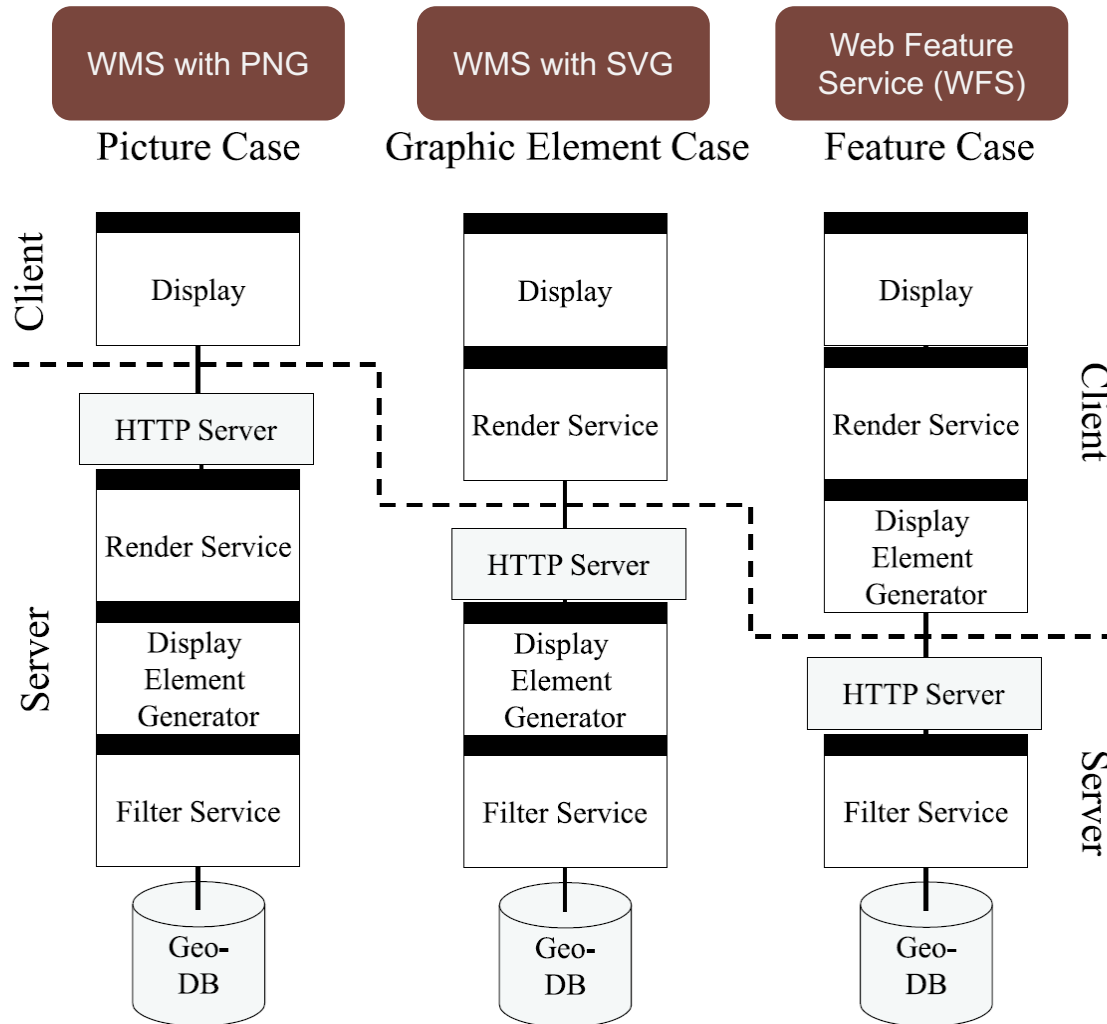 WMS with PNG
WMS with SVG
Web Feature
Service (WFS)
Picture Case
Graphic Element Case
Feature Case
Client
Server
Display
HTTP Server
Render Service
Display
Element
Generator
Filter Service
Geo-
DB
Display
Render Service
HTTP Server
Display
Element
Generator
Filter Service
Geo-
DB
Display
Render Service
Display
Element
Generator
HTTP Server
Filter Service
Geo-
DB
Client
Server